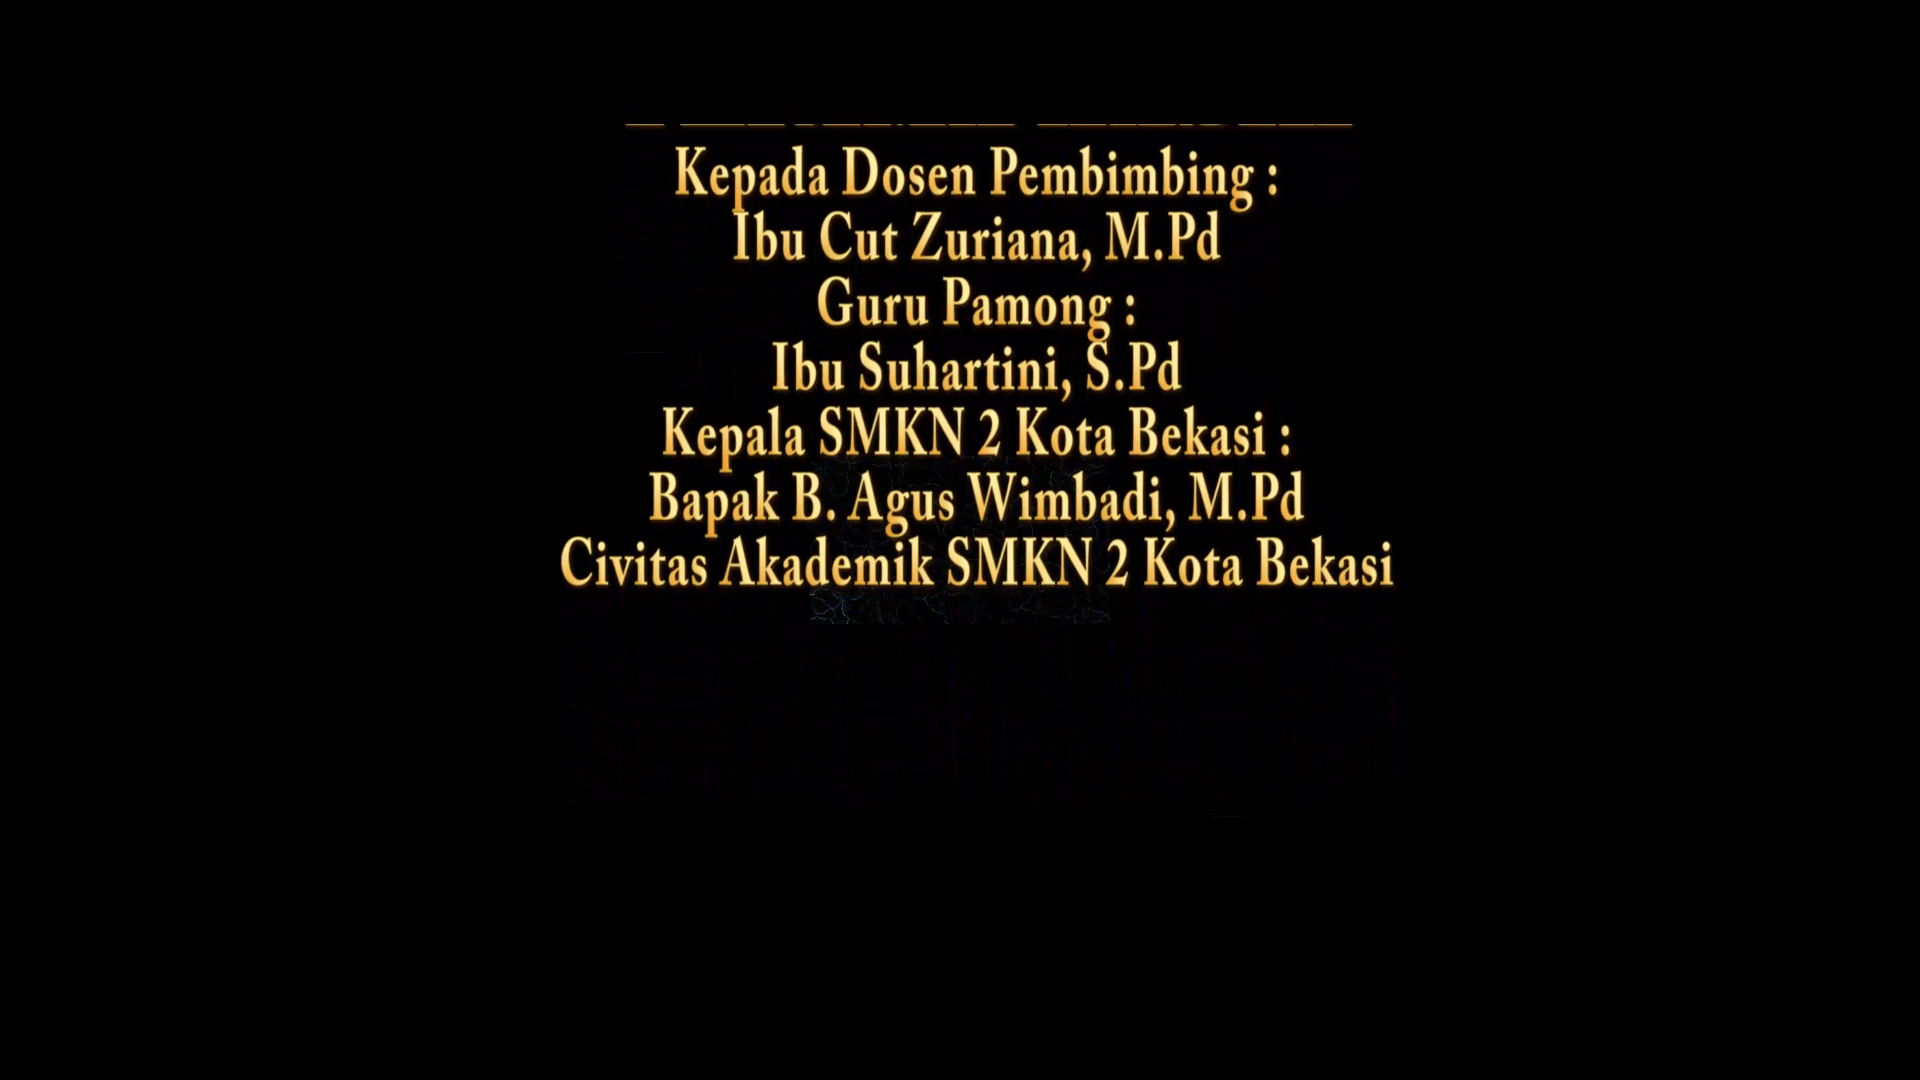 Kepada Dosen Pembimbing :
Ibu Cut Zuriana, M.Pd
Guru Pamong :
Ibu Suhartini, S.Pd
Kepala SMKN 2 Kota Bekasi :
Bapak B. Agus Wimbadi, M.Pd
Civitas Akademik SMKN 2 Kota Bekasi